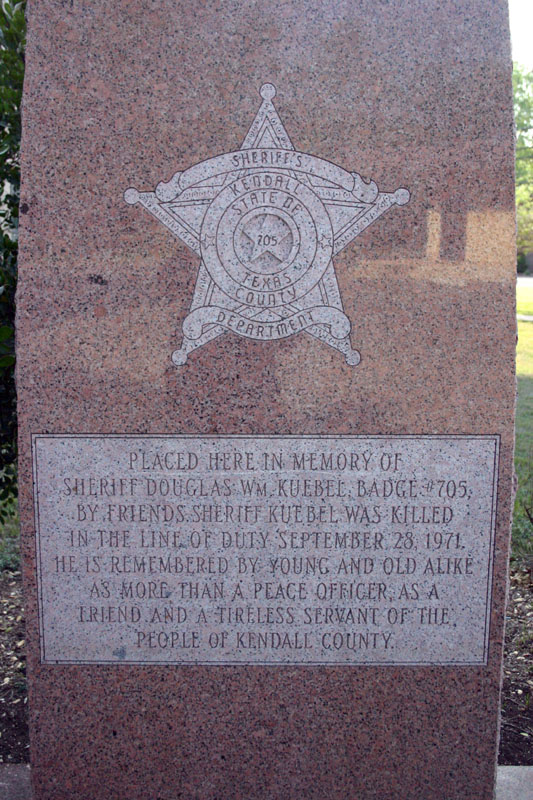 SHERIFF'S
KENDALL
STATE OF
705
TEXAS
COUNTY
DEPARTMENT
PLACED HERE IN MEMORY OF
SHERIFF DOUGLAS WM. KUEBEL, BADGE #705,
BY FRIENDS. SHERIFF KUEBEL WAS KILLED
IN THE LINE OF DUTY SEPTEMBER 28, 1971.
HE IS REMEMBERED BY YOUNG AND OLD ALIKE
AS MORE THAN A PEACE OFFICER, AS A
FRIEND AND A TIRELESS SERVANT OF THE
PEOPLE OF KENDALL COUNTY.